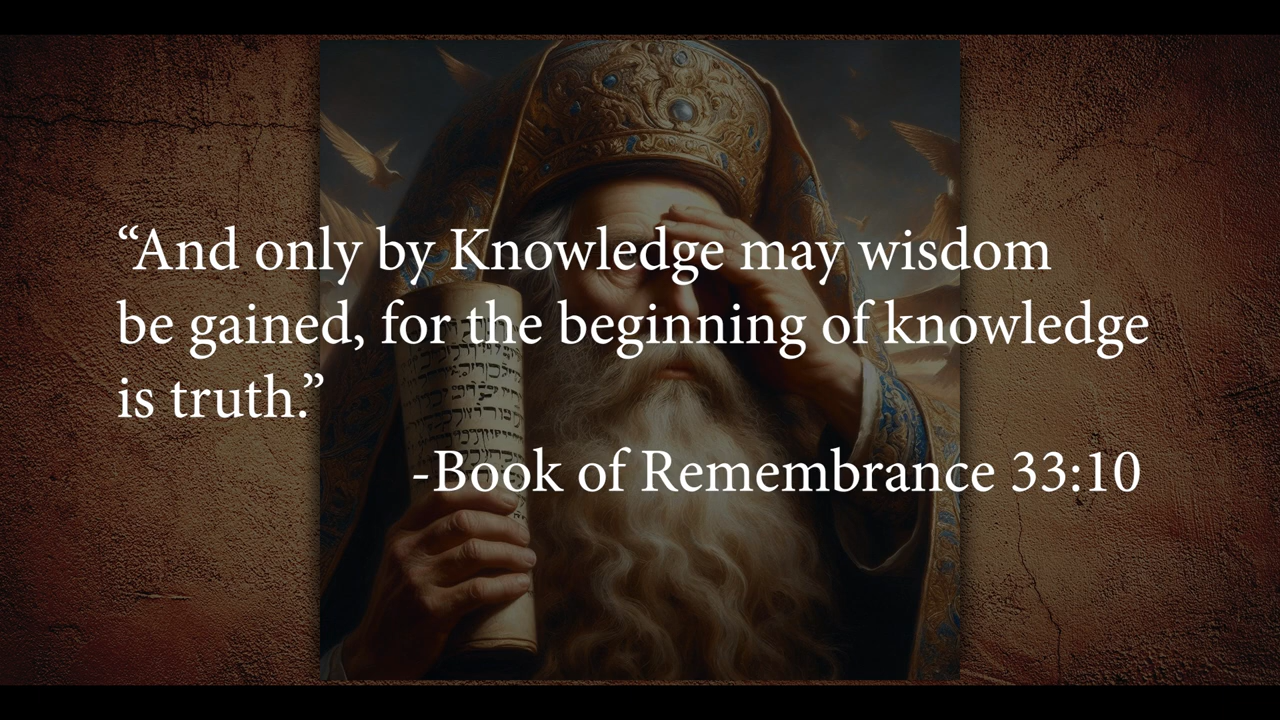 “And only by Knowledge may wisdom
be gained, for the beginning of knowledge
is truth.”
-Book of Remembrance 33:10